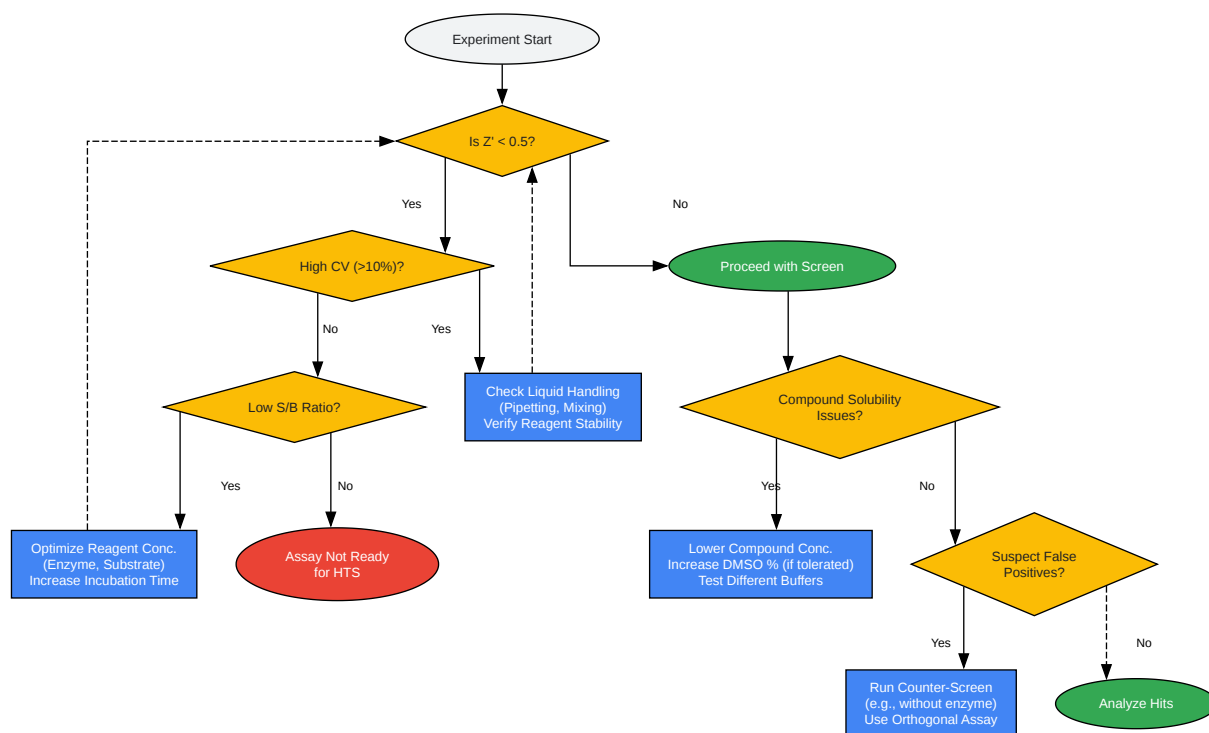 Experiment Start
Is Z' < 0.5?
Yes
No
High CV (>10%)?
Proceed with Screen
No
Yes
Low S/B Ratio?
Check Liquid Handling
(Pipetting, Mixing)
Verify Reagent Stability
Compound Solubility
Issues?
Yes
No
Yes
No
Optimize Reagent Conc.
(Enzyme, Substrate)
Increase Incubation Time
Assay Not Ready
for HTS
Lower Compound Conc.
Increase DMSO % (if tolerated)
Test Different Buffers
Suspect False
Positives?
Yes
No
Run Counter-Screen
(e.g., without enzyme)
Use Orthogonal Assay
Analyze Hits